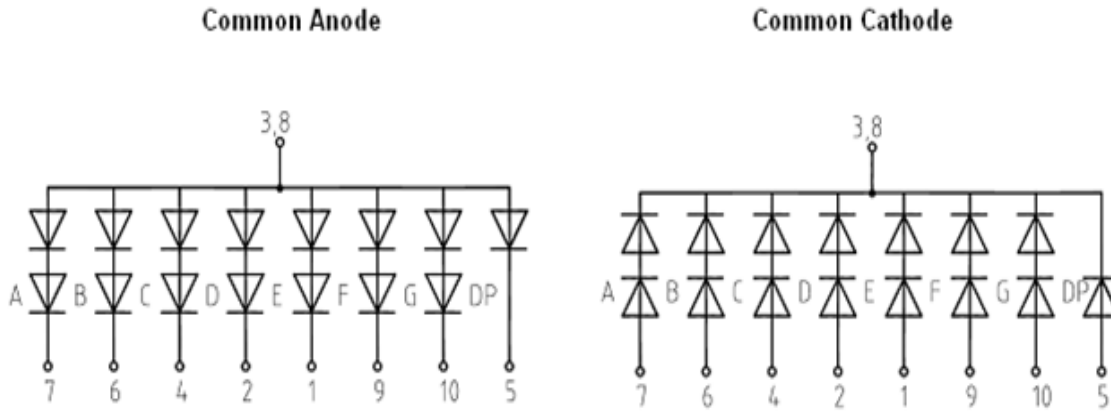 Common Anode Common Cathode
3,8 3,8
A B C D E F G DP A B C D E F G DP
7 6 4 2 1 9 10 5 7 6 4 2 1 9 10 5